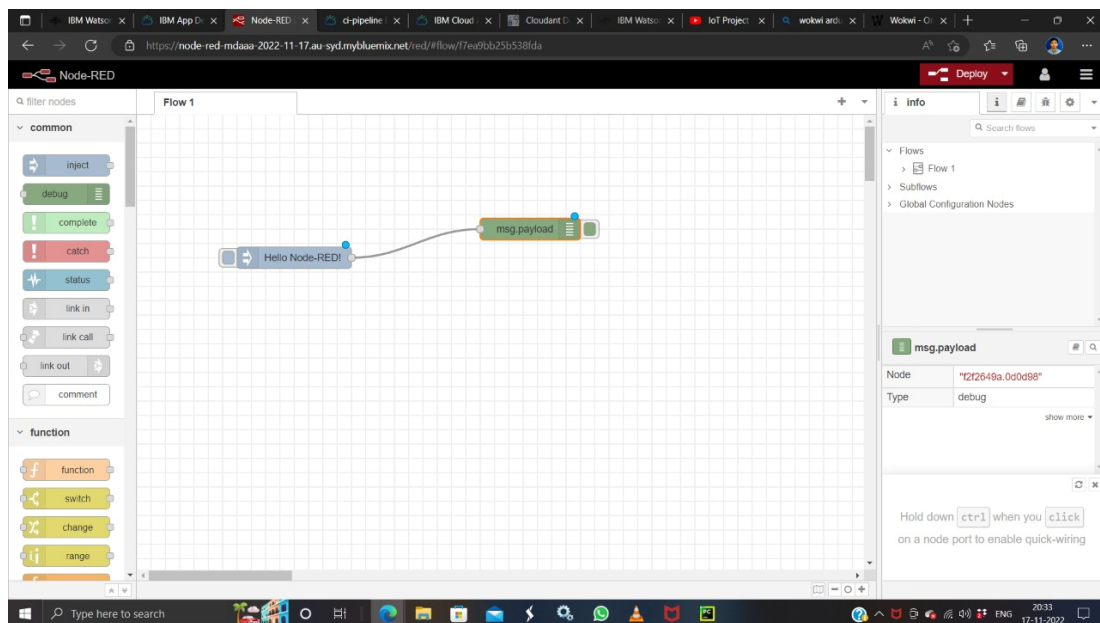 IBM Watson
IBM App De
Node-RED
ci-pipeline
IBM Cloud
Cloudant D
IBM Watson
IoT Project
wokwi ardu
Wokwi - Or
https://node-red-mdaaa-2022-11-17.au-syd.mybluemix.net/red/#flow/f7ea9bb25b538fda
Node-RED
Deploy
filter nodes
Flow 1
i info
Search flows
common
inject
debug
complete
catch
status
link in
link call
link out
comment
function
function
switch
change
range
Hello Node-RED!
msg.payload
Flows
Flow 1
Subflows
Global Configuration Nodes
msg.payload
Node "f2f2649a.0d0d98"
Type debug
show more
Hold down ctrl when you click
on a node port to enable quick-wiring
Type here to search
ENG
20:33
17-11-2022